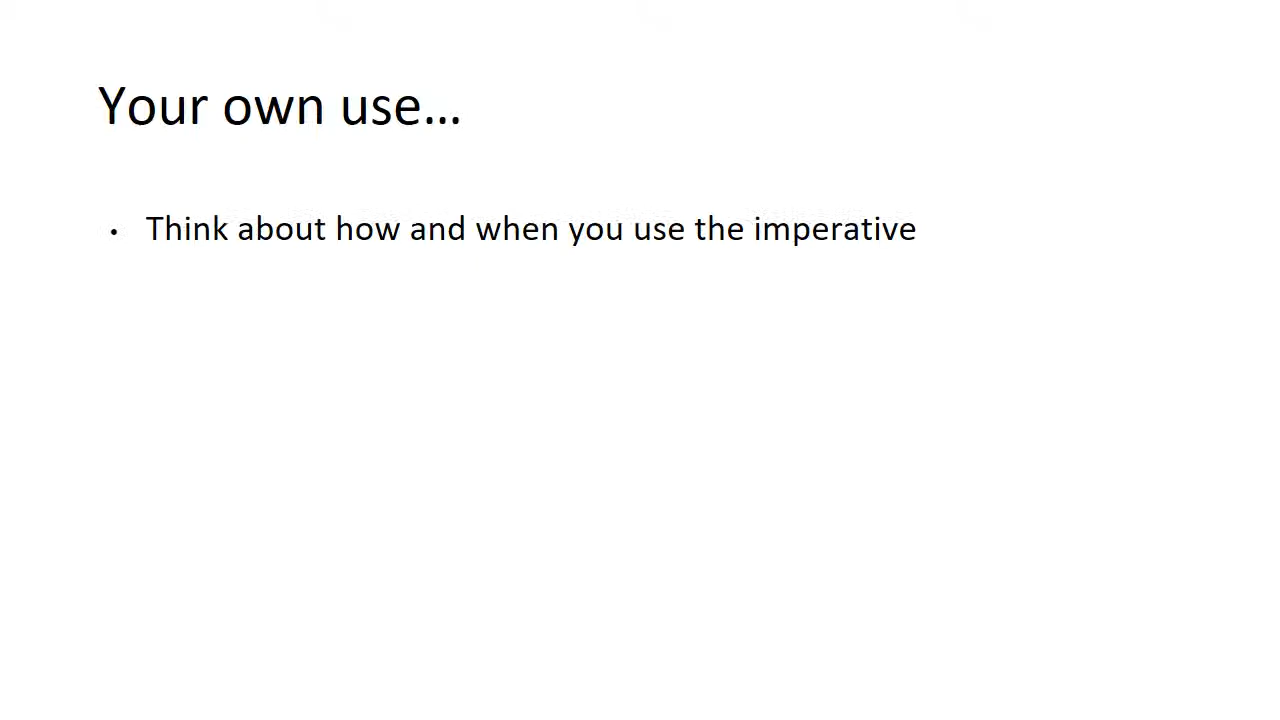 Your own use…
• Think about how and when you use the imperative